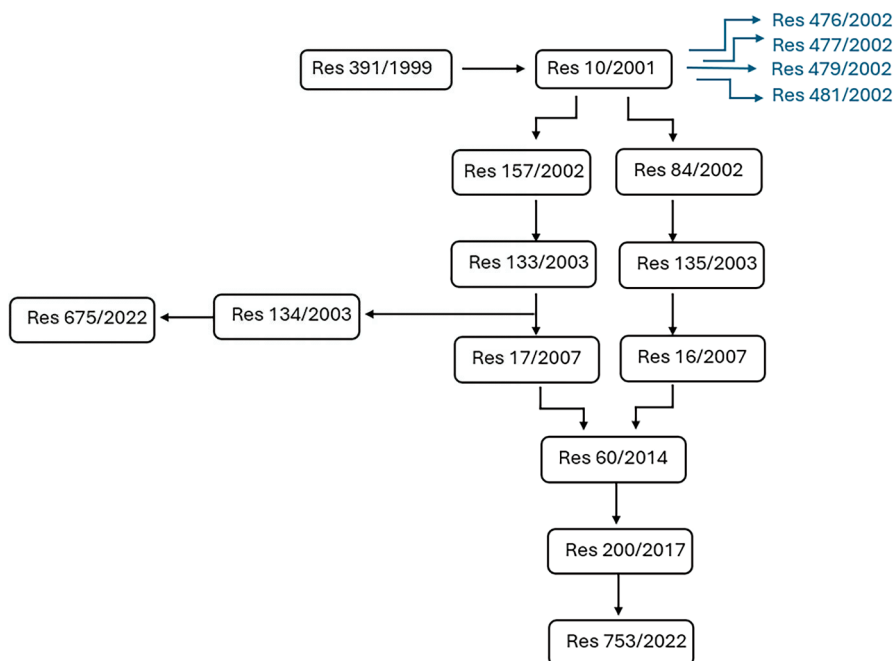 Res 476/2002
Res 477/2002
Res 391/1999
Res 10/2001
Res 479/2002
Res 481/2002
Res 157/2002
Res 84/2002
Res 133/2003
Res 135/2003
Res 675/2022
Res 134/2003
Res 17/2007
Res 16/2007
Res 60/2014
Res 200/2017
Res 753/2022